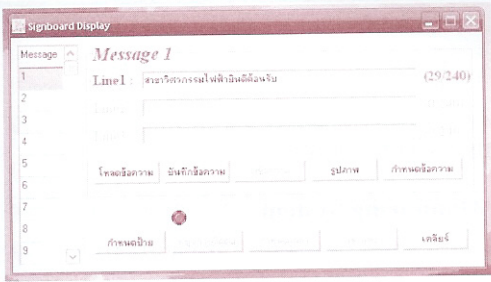 Signboard Display
Message
Message 1
1
Line1 : สาขาวิศวกรรมไฟฟ้ายินดีต้อนรับ (29/240)
2
3
4
5
โหลดข้อความ บันทึกข้อความ รูปภาพ กำหนดข้อความ
6
7
8
กำหนดป้าย เคลียร์
9